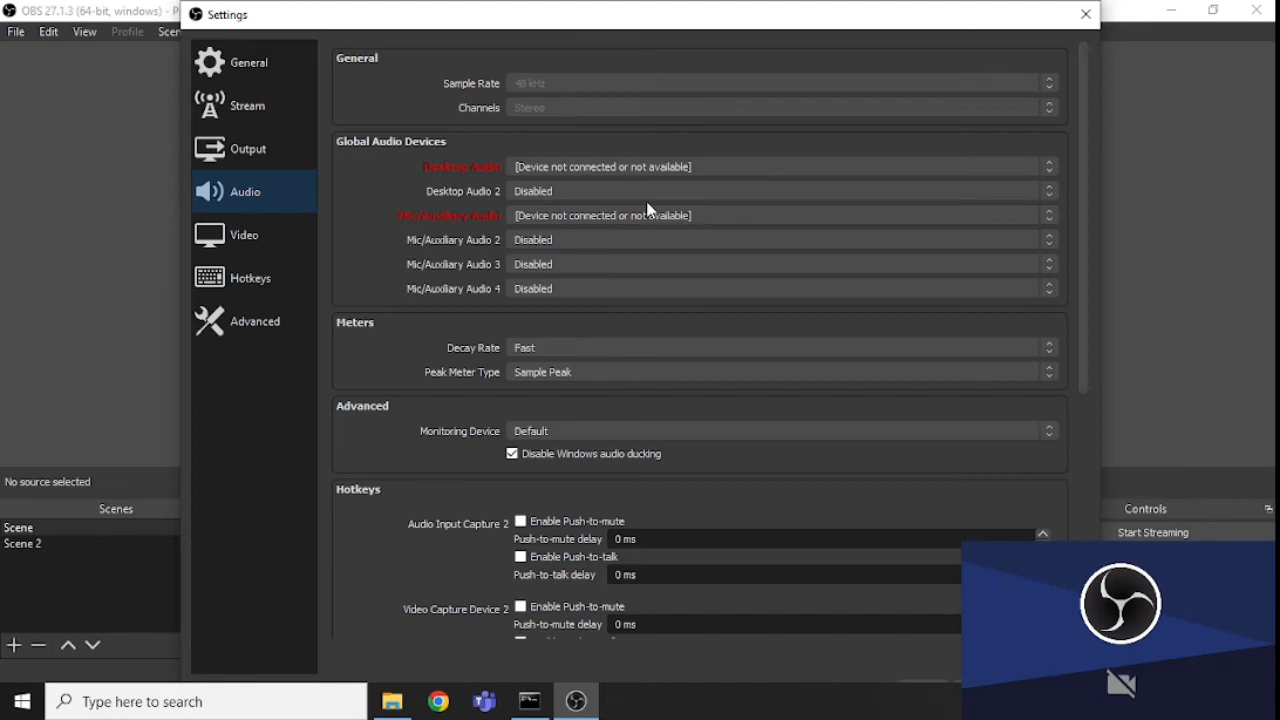 OBS 27.1.3 (64-bit, windows) - P
Settings
File Edit View Profile Scen
General
Stream
Output
Audio
Video
Hotkeys
Advanced
General
Sample Rate 48 kHz
Channels Stereo
Global Audio Devices
Desktop Audio [Device not connected or not available]
Desktop Audio 2 Disabled
Mic/Auxiliary Audio [Device not connected or not available]
Mic/Auxiliary Audio 2 Disabled
Mic/Auxiliary Audio 3 Disabled
Mic/Auxiliary Audio 4 Disabled
Meters
Decay Rate Fast
Peak Meter Type Sample Peak
Advanced
Monitoring Device Default
Disable Windows audio ducking
Hotkeys
Audio Input Capture 2 Enable Push-to-mute
Push-to-mute delay 0 ms
Enable Push-to-talk
Push-to-talk delay 0 ms
Video Capture Device 2 Enable Push-to-mute
Push-to-mute delay 0 ms
No source selected
Scenes
Scene
Scene 2
Controls
Start Streaming
Type here to search